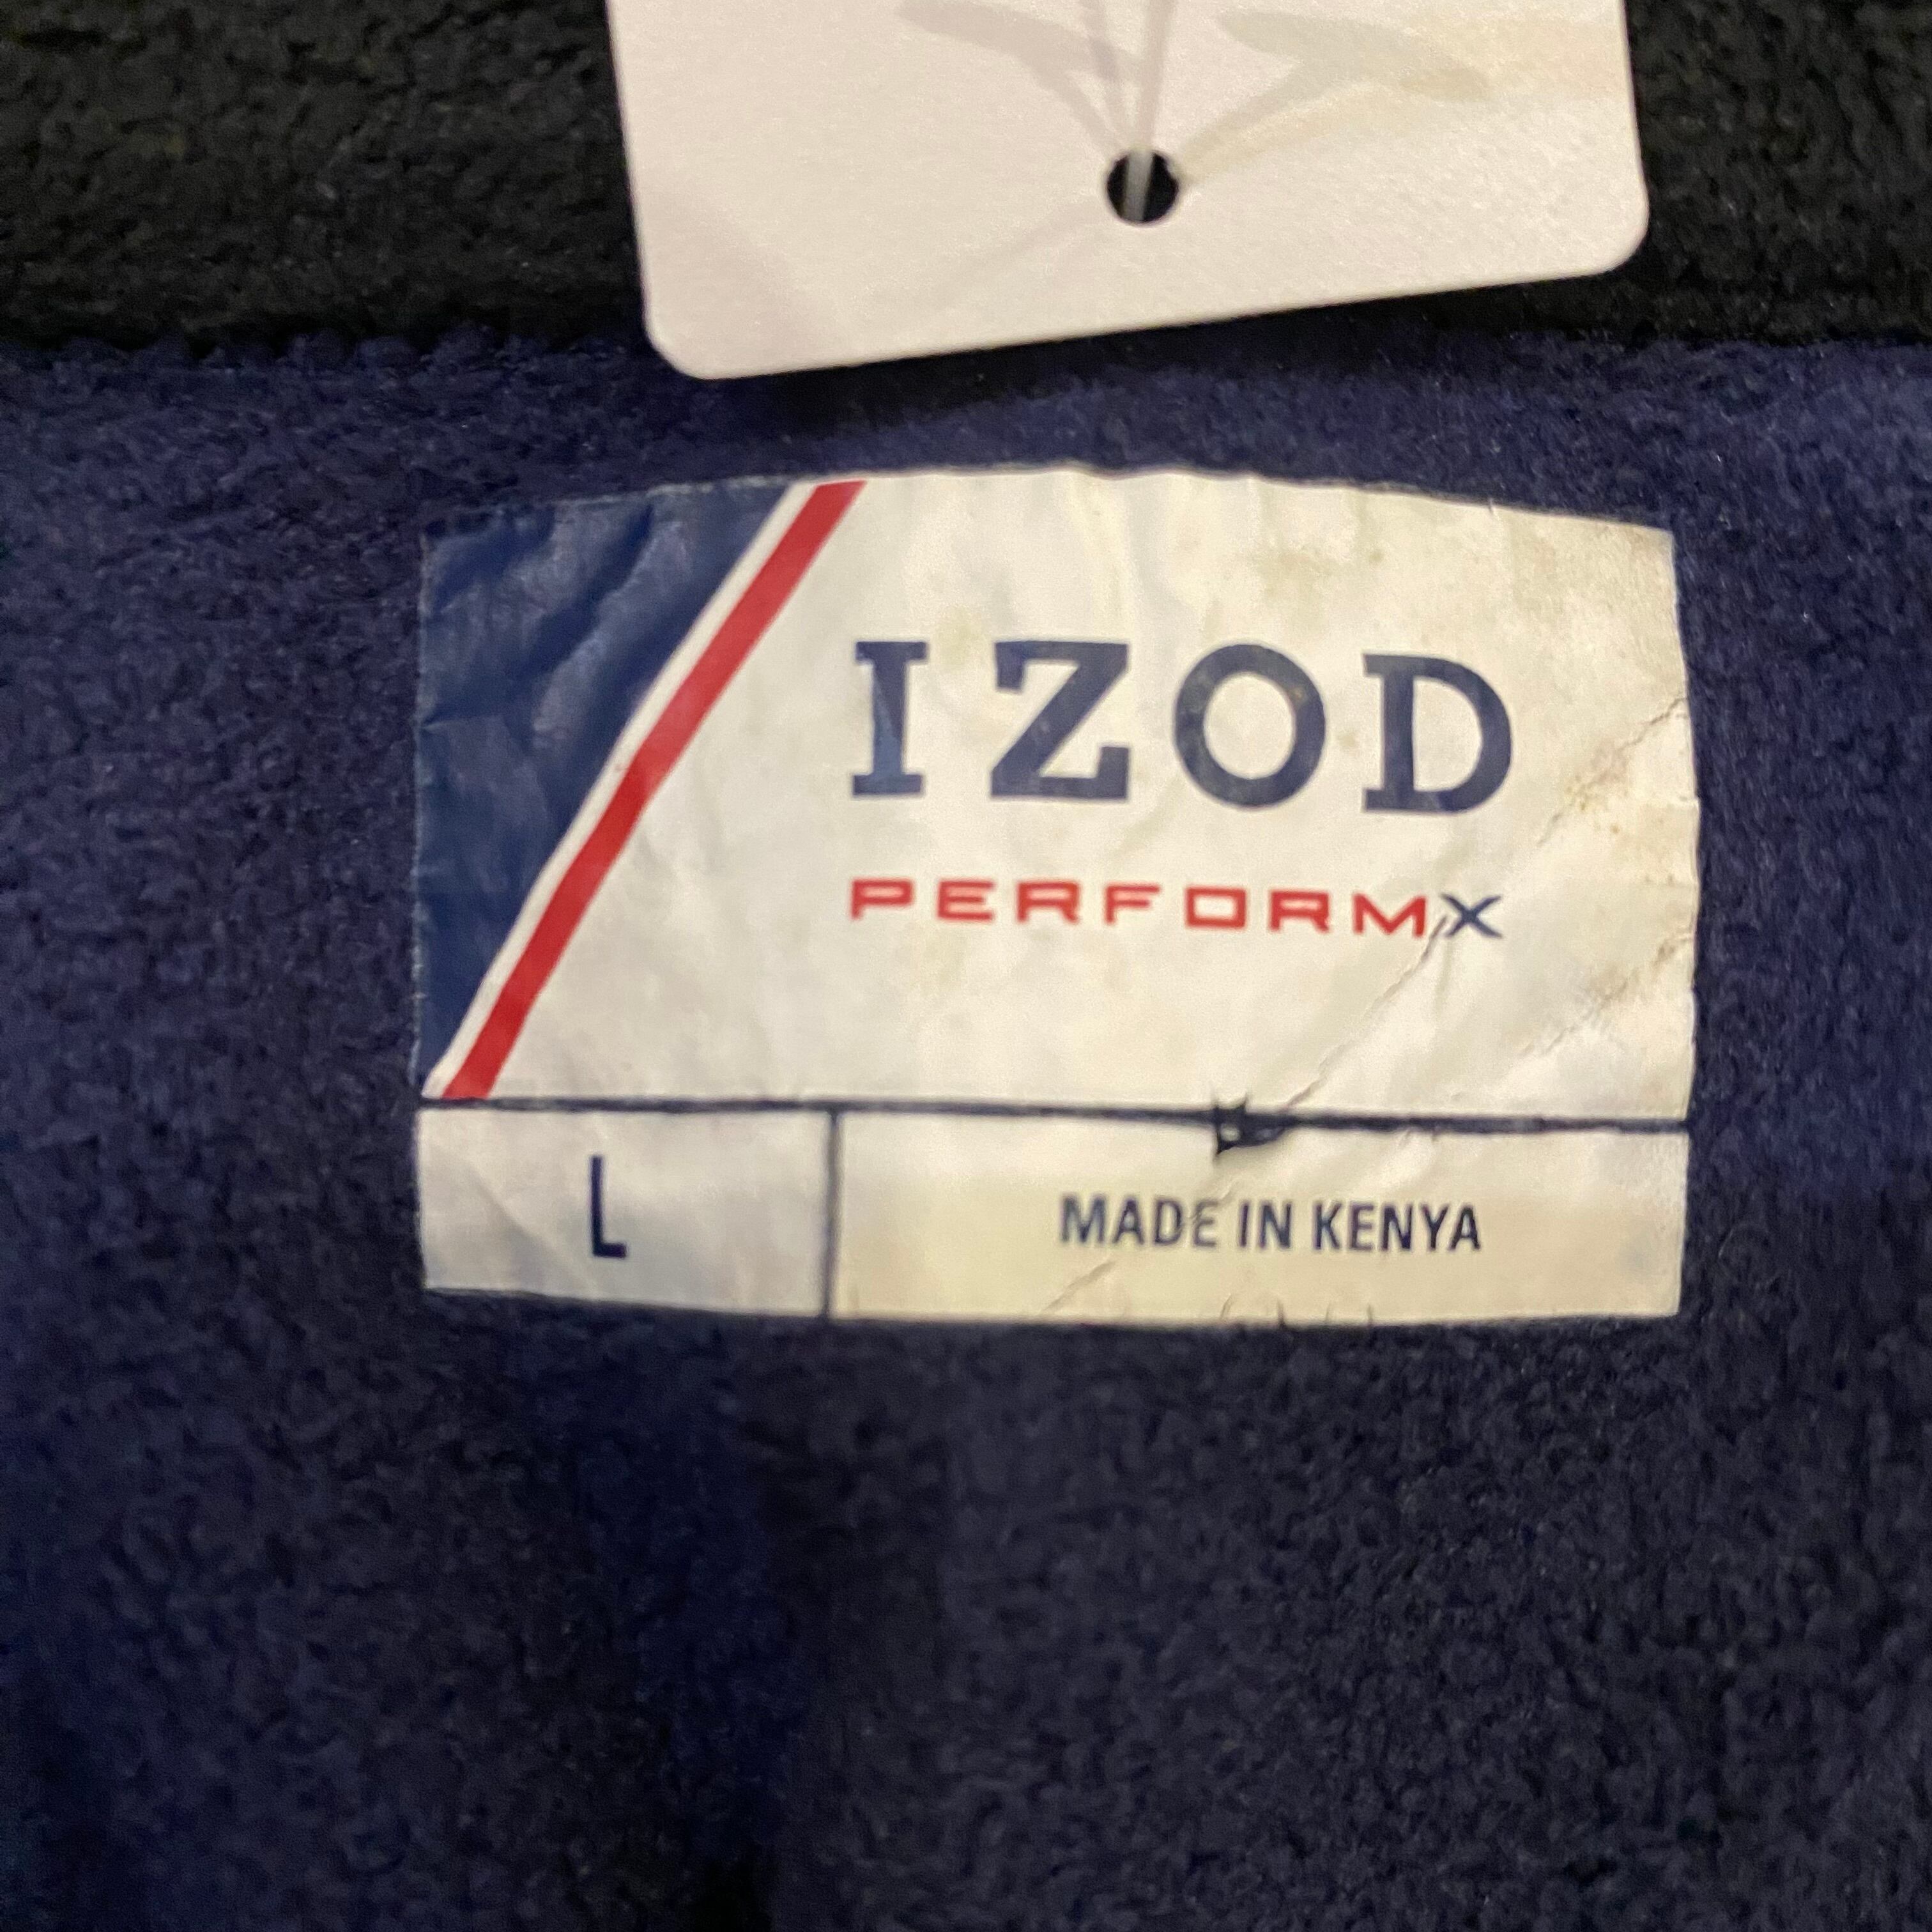 IZOD
PERFORMX
L
MADE IN KENYA